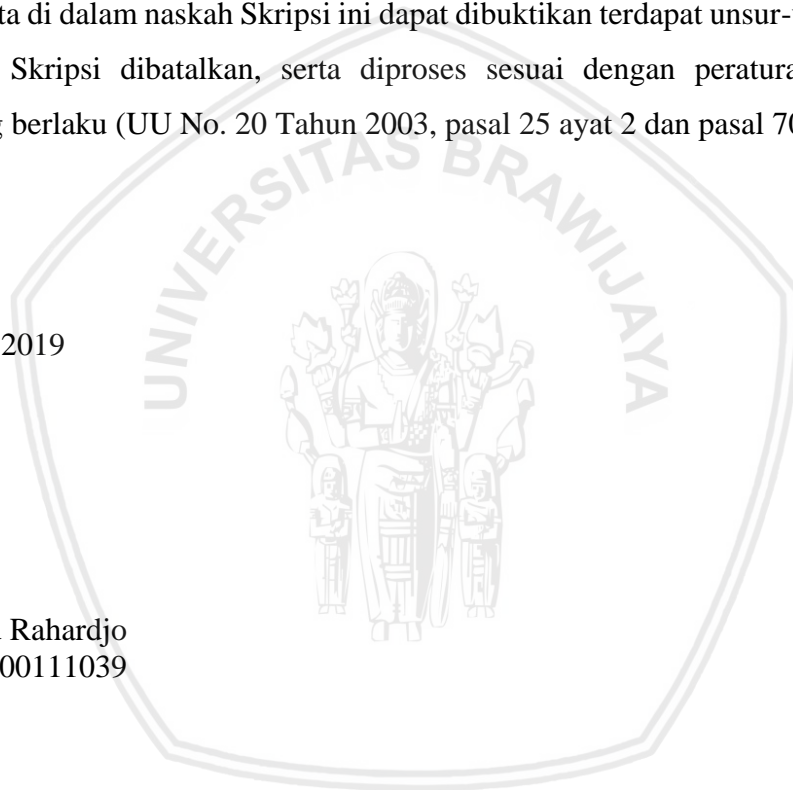 ta di dalam naskah Skripsi ini dapat dibuktikan terdapat unsur-
Skripsi dibatalkan, serta diproses sesuai dengan peratura
g berlaku (UU No. 20 Tahun 2003, pasal 25 ayat 2 dan pasal 70
UNIVERSITAS BRAWIJAYA
2019
Rahardjo
00111039